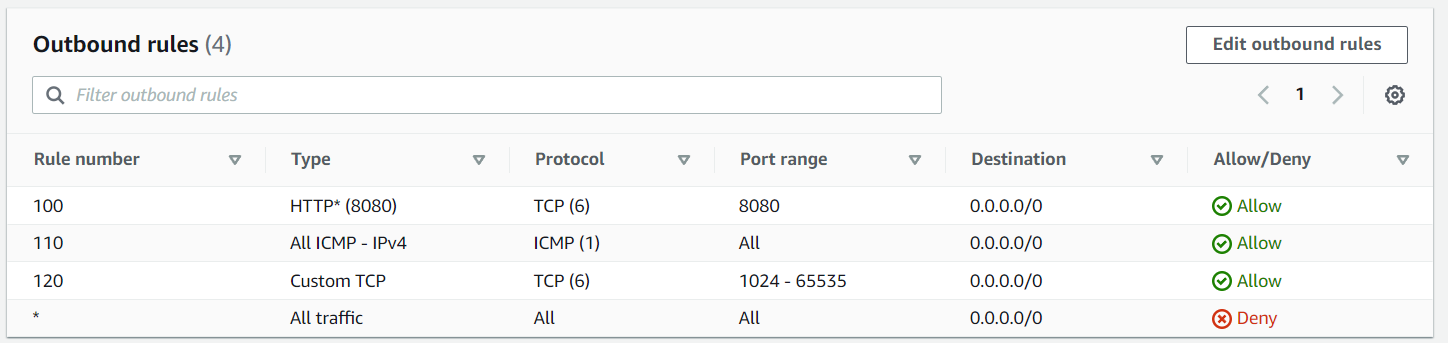 Outbound rules (4)
Edit outbound rules
Filter outbound rules
1
Rule number Type Protocol Port range Destination Allow/Deny
100 HTTP* (8080) TCP (6) 8080 0.0.0.0/0 Allow
110 All ICMP - IPv4 ICMP (1) All 0.0.0.0/0 Allow
120 Custom TCP TCP (6) 1024 - 65535 0.0.0.0/0 Allow
* All traffic All All 0.0.0.0/0 Deny